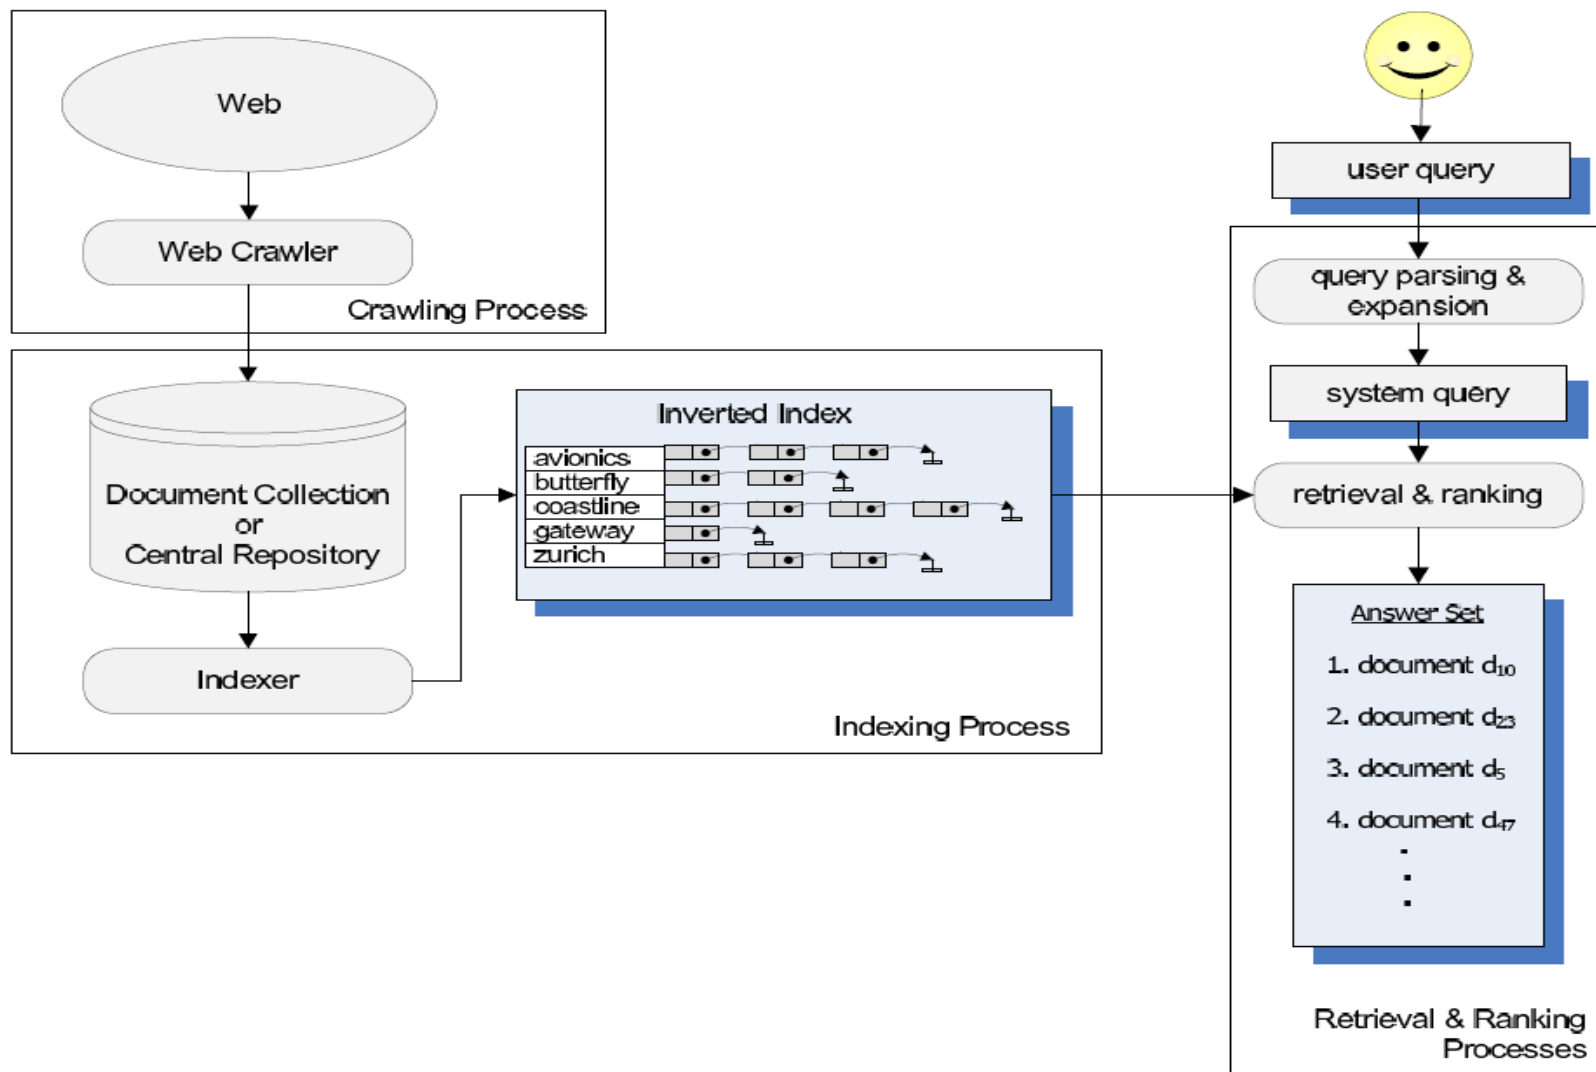 Web
Web Crawler
Crawling Process
Document Collection
or
Central Repository
Indexer
Inverted Index
avionics
butterfly
coastline
gateway
zurich
Indexing Process
user query
query parsing &
expansion
system query
retrieval & ranking
Answer Set
1. document d10
2. document d23
3. document d5
4. document d47
Retrieval & Ranking
Processes